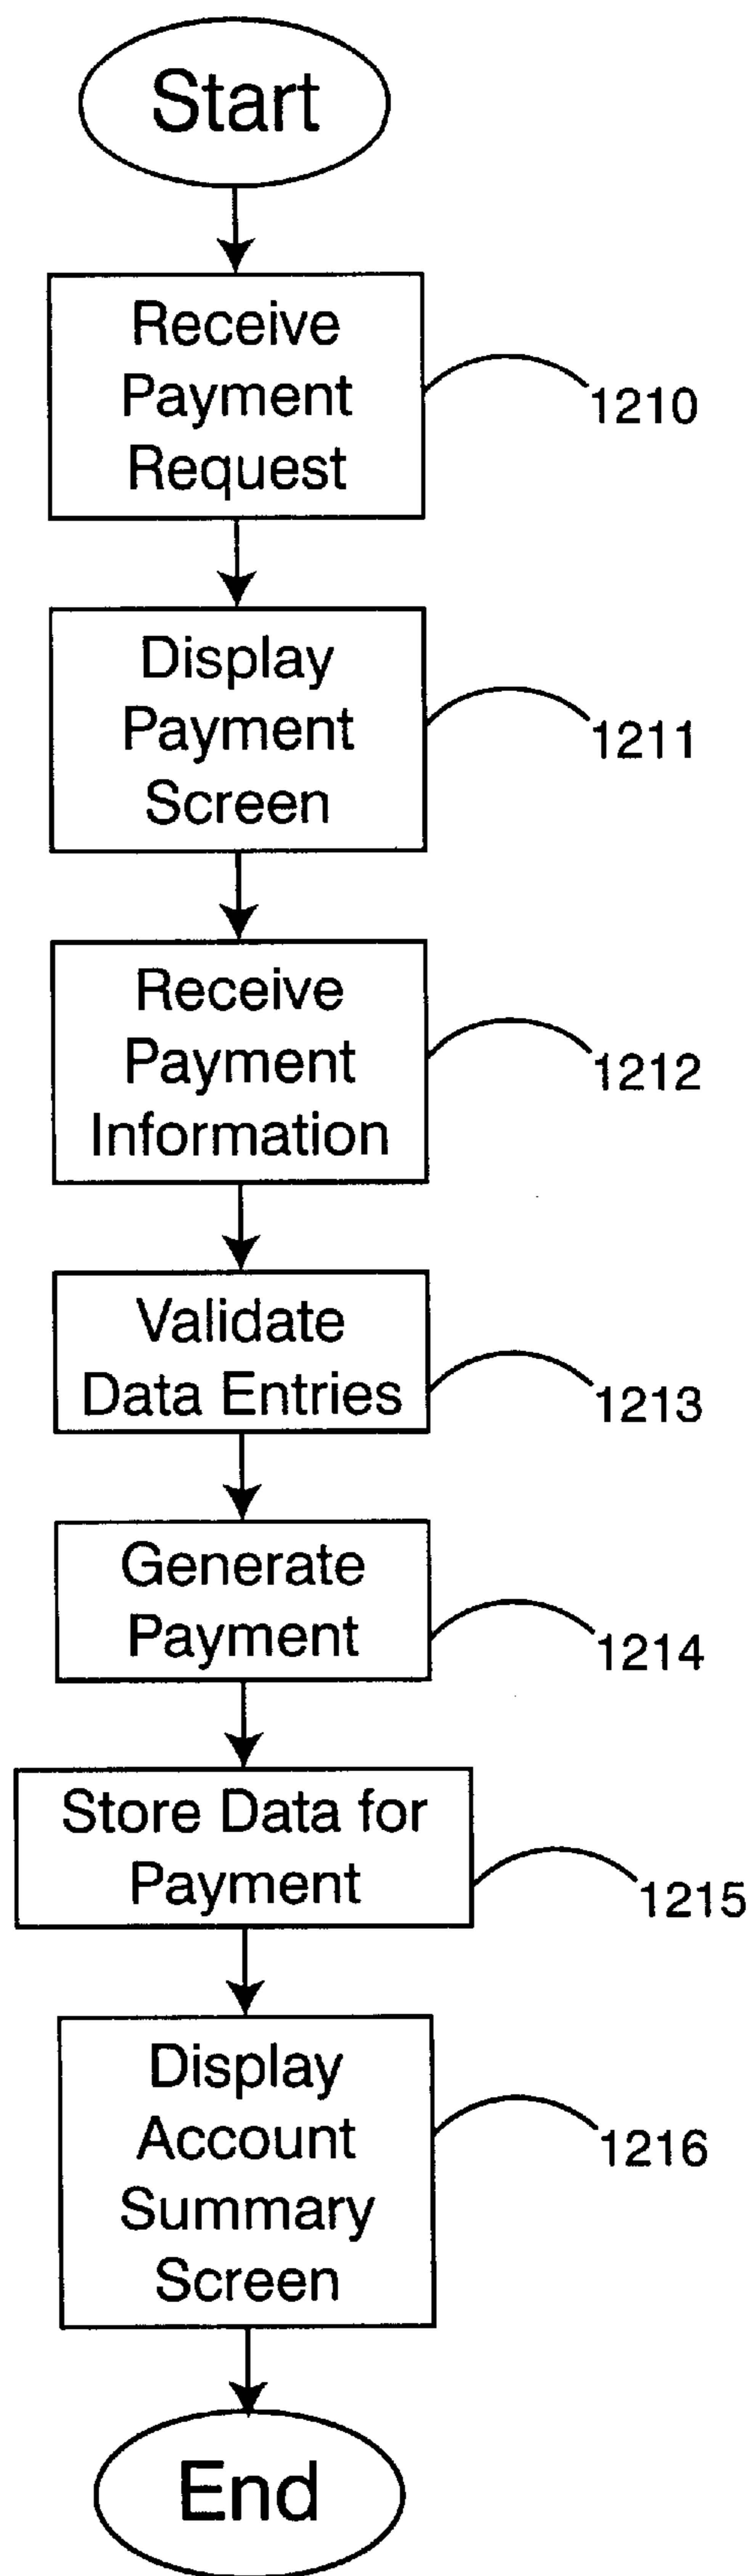 Start
Receive
Payment
Request
1210
Display
Payment
Screen
1211
Receive
Payment
Information
1212
Validate
Data Entries
1213
Generate
Payment
1214
Store Data for
Payment
1215
Display
Account
Summary
Screen
1216
End